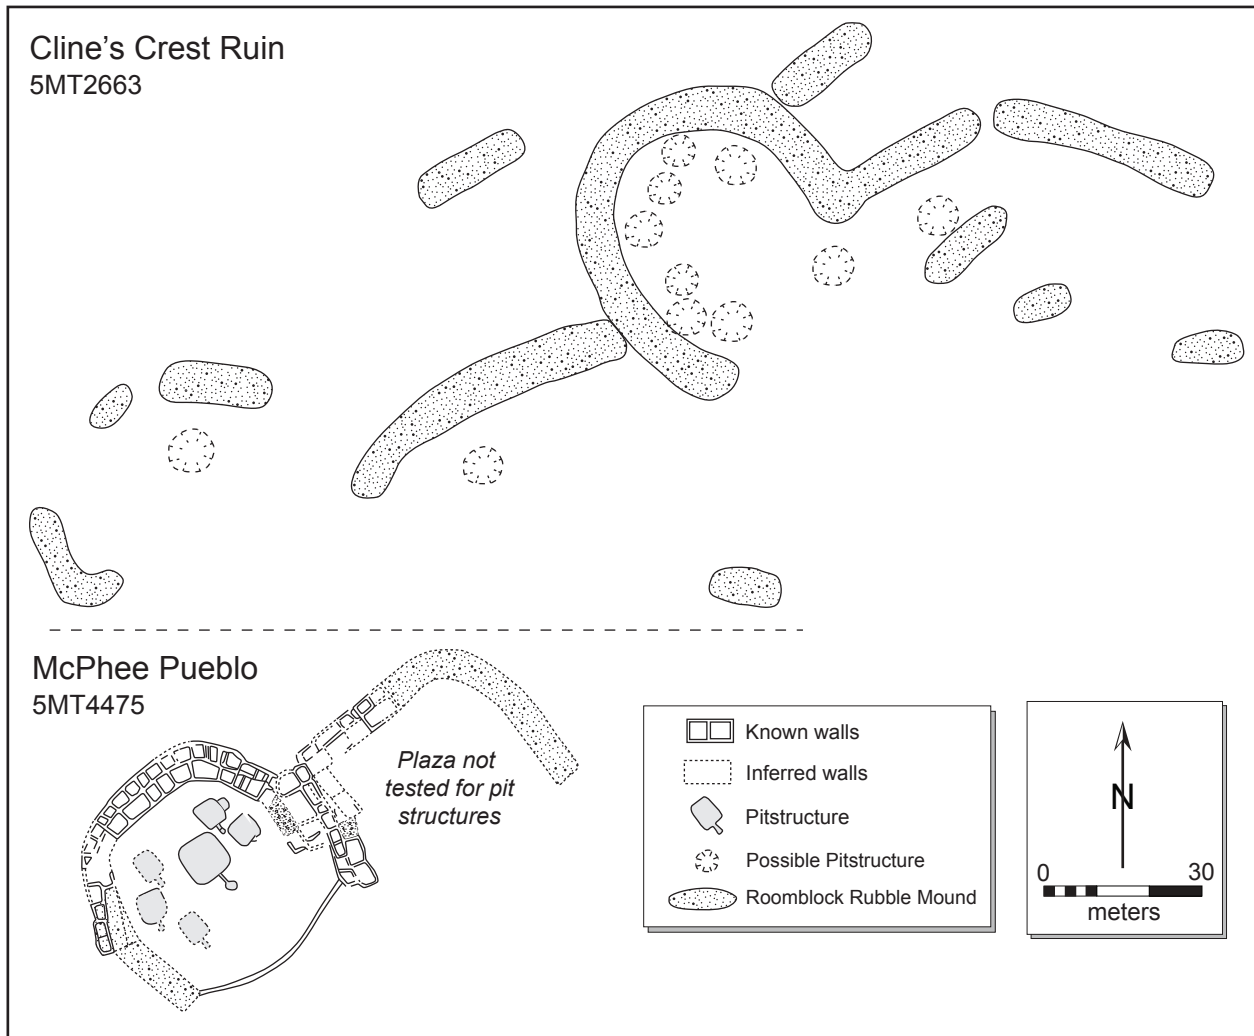 Cline’s Crest Ruin
5MT2663
McPhee Pueblo
5MT4475
Plaza not
tested for pit
structures
Known walls
Inferred walls
Pitstructure
Possible Pitstructure
Roomblock Rubble Mound
N
0 30
meters